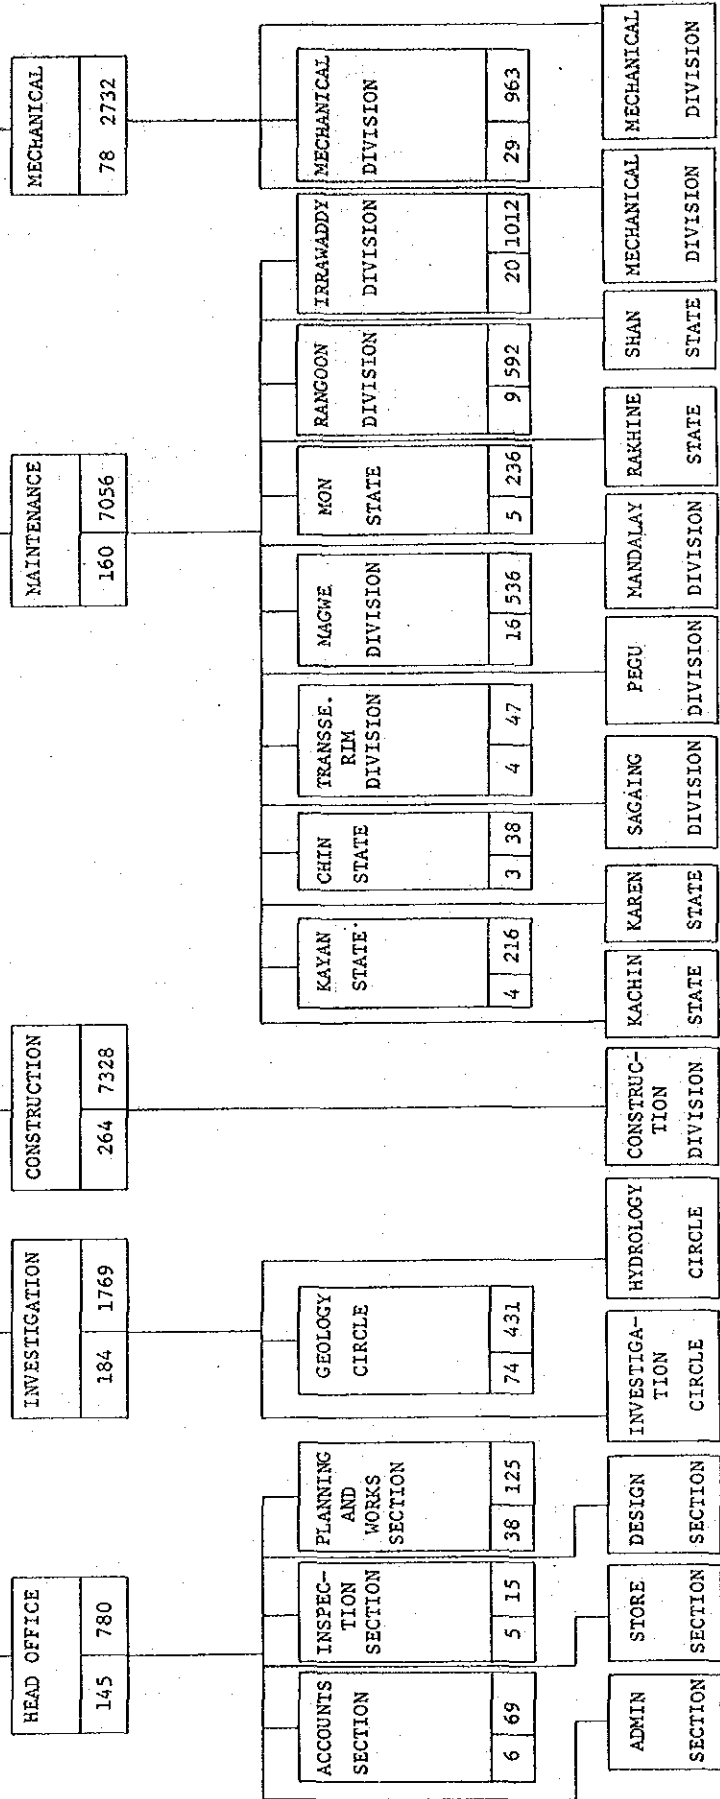 HEAD OFFICE
145 780
INVESTIGATION
184 1769
CONSTRUCTION
264 7328
MAINTENANCE
160 7056
MECHANICAL
78 2732
ACCOUNTS
SECTION
6 69
INSPEC-
TION
SECTION
5 15
PLANNING
AND
WORKS
SECTION
38 125
GEOLOGY
CIRCLE
74 431
KAYAN
STATE
4 216
CHIN
STATE
3 38
TRANSSE.
RIM
DIVISION
4 47
MAGWE
DIVISION
16 536
MON
STATE
5 236
RANGOON
DIVISION
9 592
IRRAWADDY
DIVISION
20 1012
MECHANICAL
DIVISION
29 963
ADMIN
SECTION
STORE
SECTION
DESIGN
SECTION
INVESTIGA-
TION
CIRCLE
HYDROLOGY
CIRCLE
CONSTRUC-
TION
DIVISION
KACHIN
STATE
KAREN
STATE
SAGAING
DIVISION
PEGU
DIVISION
MANDALAY
DIVISION
RAKHINE
STATE
SHAN
STATE
MECHANICAL
DIVISION
MECHANICAL
DIVISION